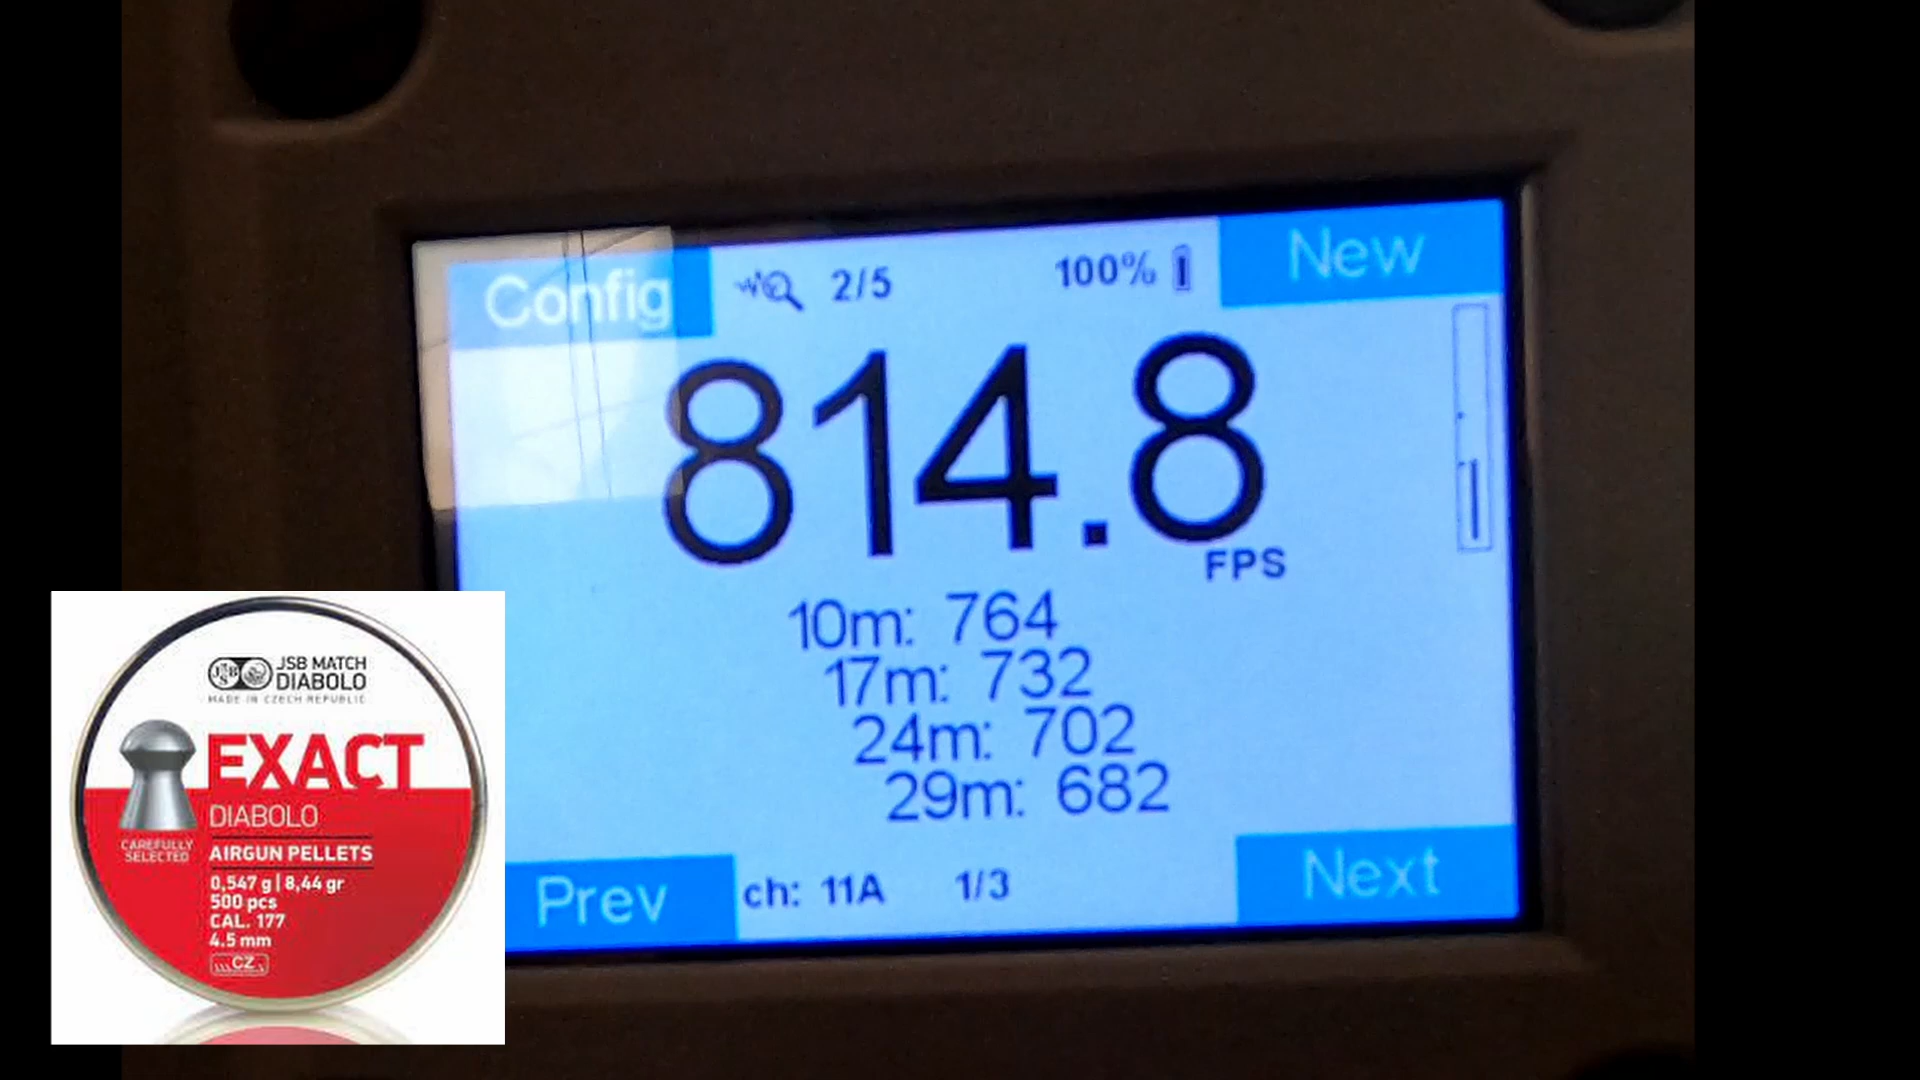 Config 2/5 100% New
814.8
FPS
10m: 764
17m: 732
24m: 702
29m: 682
Prev ch: 11A 1/3 Next
JSB
JSB MATCH
DIABOLO
MADE IN CZECH REPUBLIC
EXACT
DIABOLO
CAREFULLY
SELECTED
AIRGUN PELLETS
0,547 g | 8,44 gr
500 pcs
CAL. 177
4.5 mm
CZ